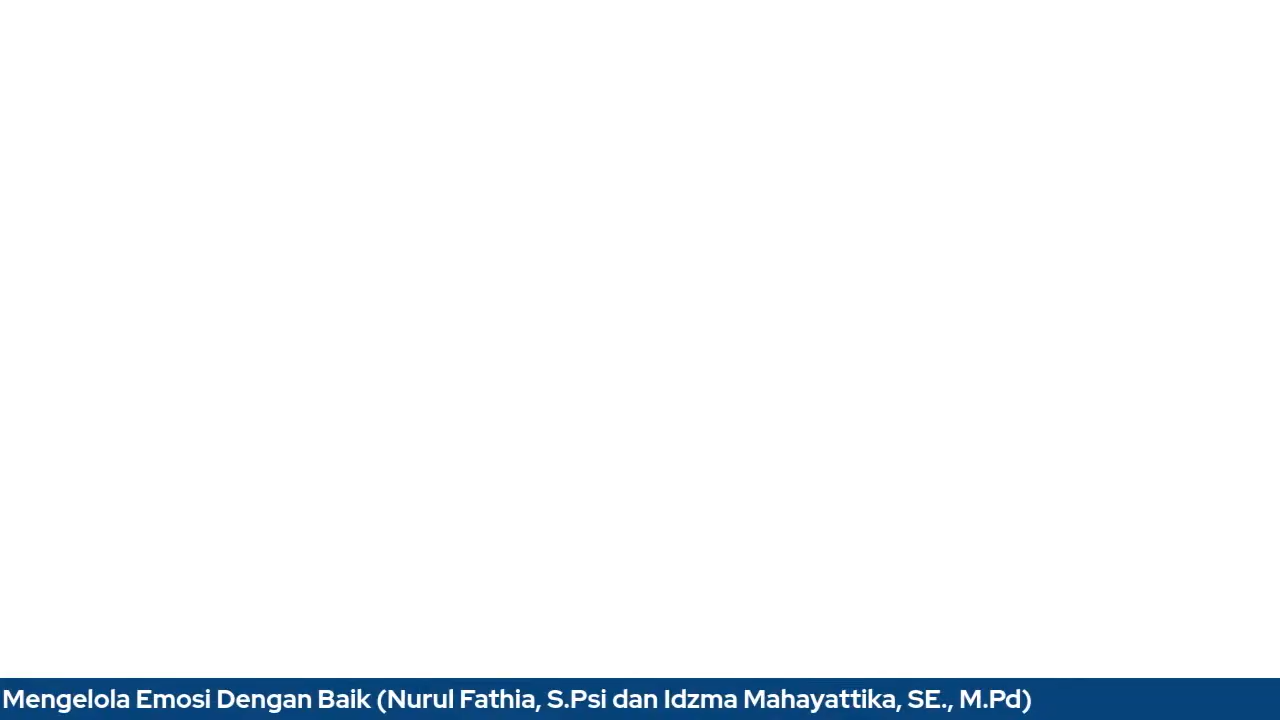 Mengelola Emosi Dengan Baik (Nurul Fathia, S.Psi dan Idzma Mahayattika, SE., M.Pd)